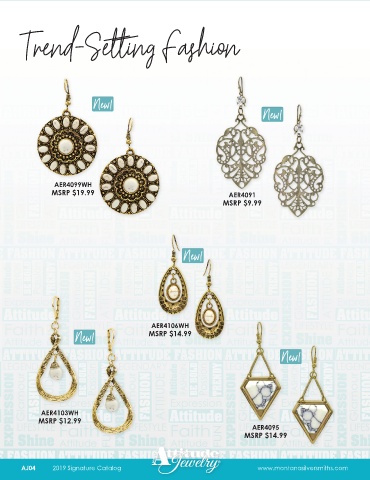 Trend-Setting Fashion
New!
New!
AER4099WH
MSRP $19.99
AER4091
MSRP $9.99
New!
AER4106WH
MSRP $14.99
New!
New!
AER4103WH
MSRP $12.99
AER4095
MSRP $14.99
AJ04 2019 Signature Catalog
Attitude
Jewelry
www.montanasilversmiths.com